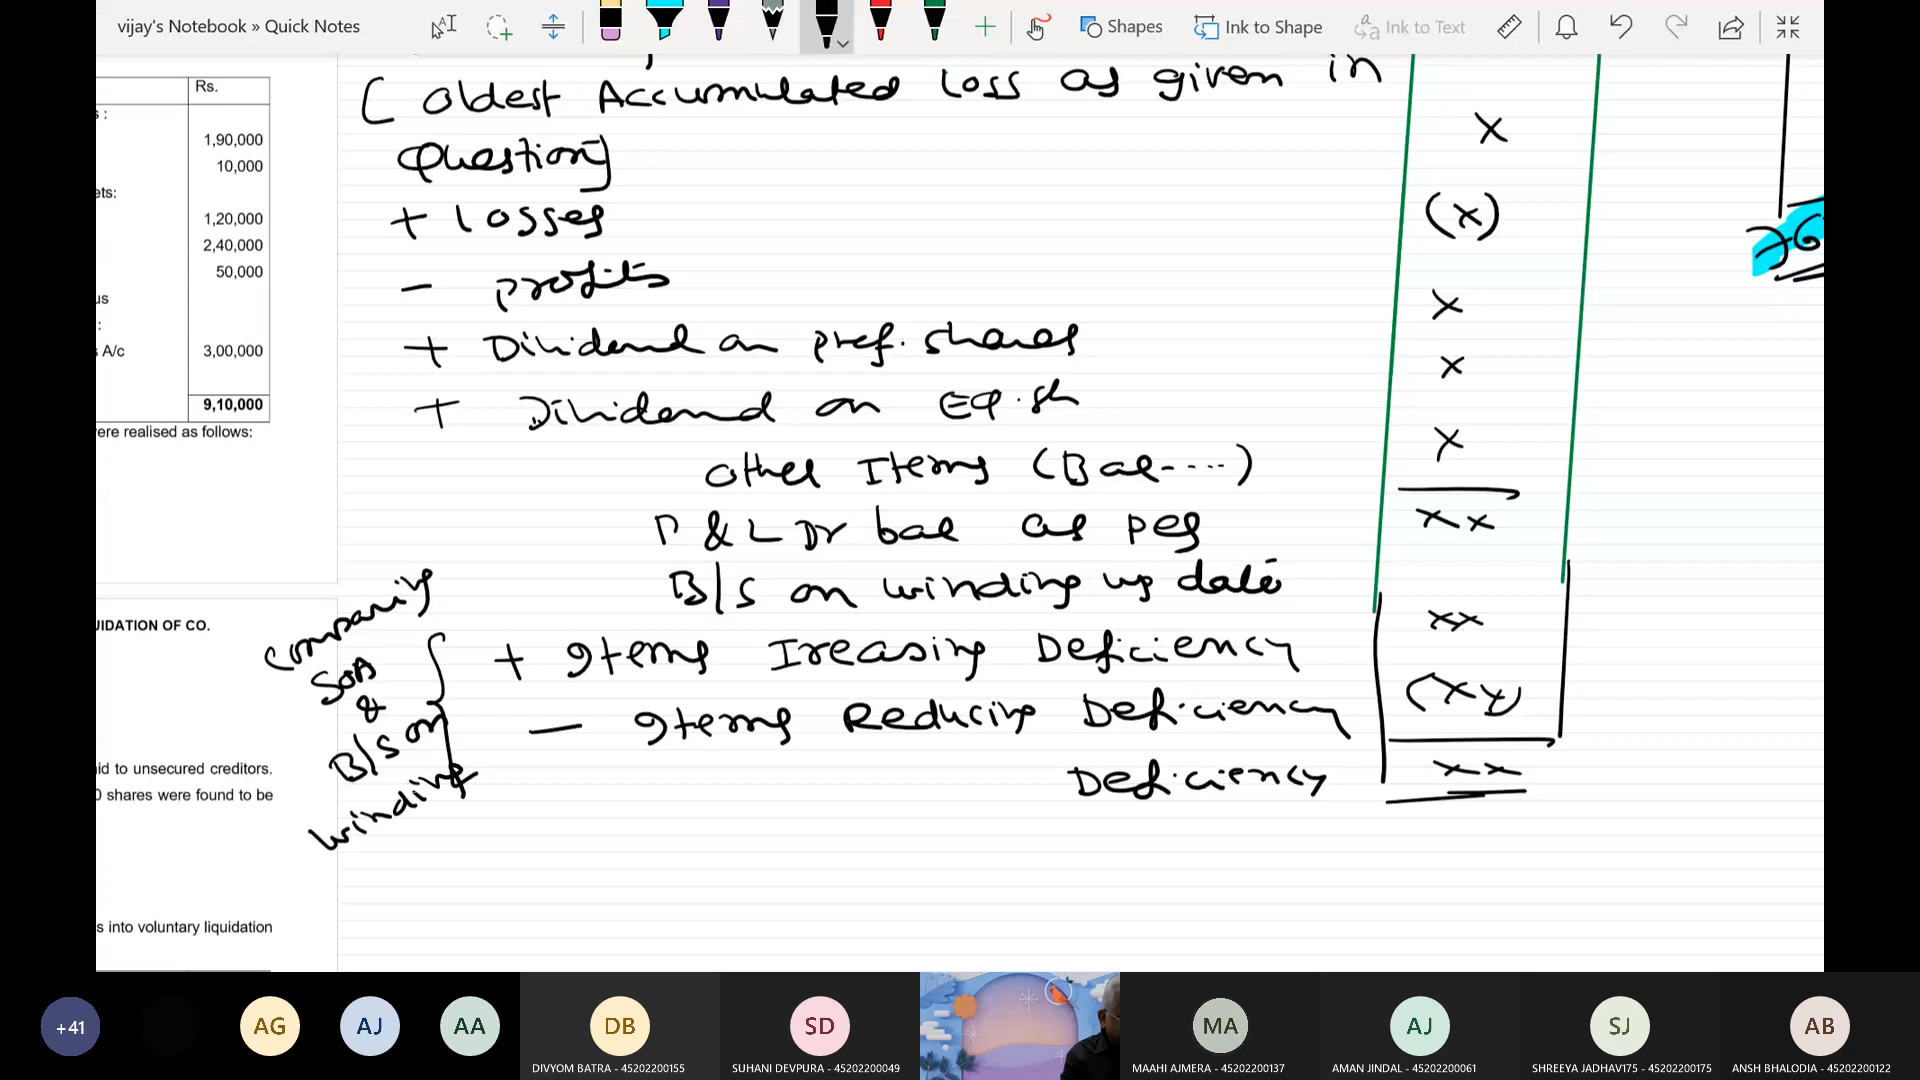 vijay's Notebook » Quick Notes
Shapes
Ink to Shape
Ink to Text
Rs.
s :
1,90,000
10,000
ets:
1,20,000
2,40,000
50,000
us
:
s A/c 3,00,000
9,10,000
ere realised as follows:
JIDATION OF CO.
id to unsecured creditors.
0 shares were found to be
s into voluntary liquidation
[ Oldest Accumulated Loss as given in
Question]
x
+ Losses (x)
- profits x
+ Dividend on pref. shares x
+ Dividend on EQ. sh x
Other Items (Bal-....)
P & L Dr bal as per xx
B/S on winding up date
+ Items Ireasing Deficiency xx
- Items Reducing Deficiency (xx)
Deficiency xx
comparing
SOA
&
B/S on
winding
+41
AG
AJ
AA
DB
DIVYOM BATRA - 45202200155
SD
SUHANI DEVPURA - 45202200049
MA
MAAHI AJMERA - 45202200137
AJ
AMAN JINDAL - 45202200061
SJ
SHREEYA JADHAV175 - 45202200175
AB
ANSH BHALODIA - 45202200122